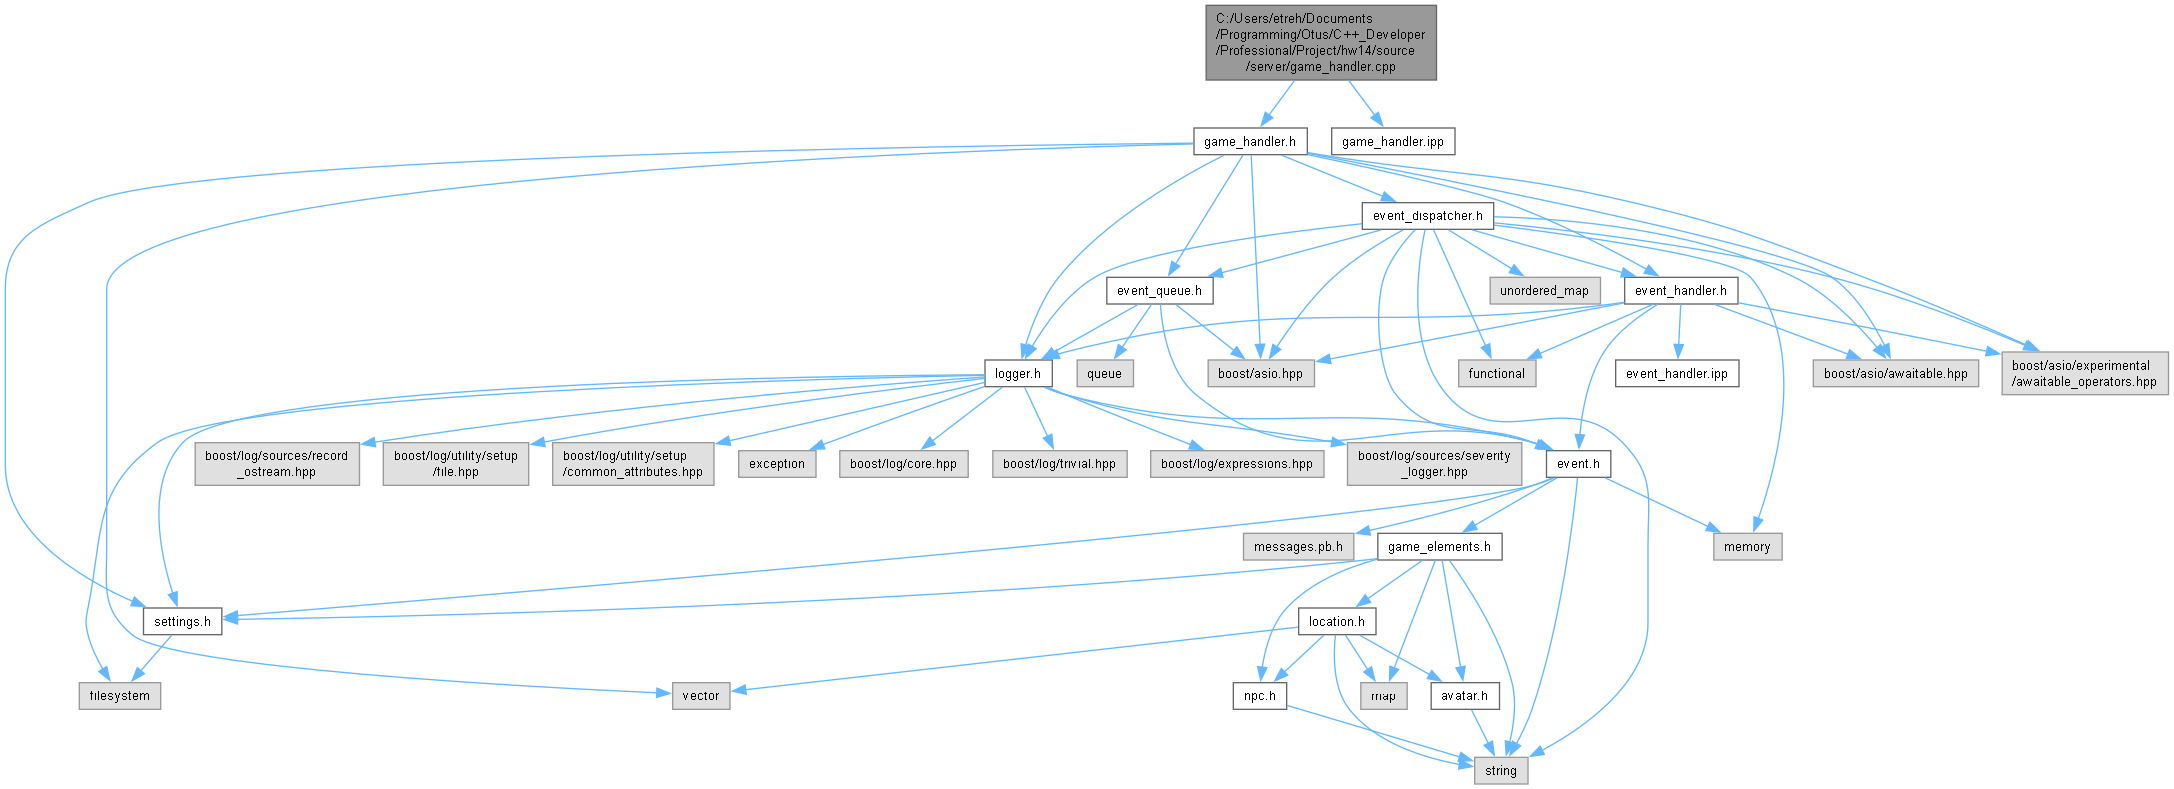 C:/Users/etreh/Documents
/Programming/Otus/C++_Developer
/Professional/Project/hw14/source
/server/game_handler.cpp
game_handler.h
game_handler.ipp
event_dispatcher.h
event_queue.h
unordered_map
event_handler.h
logger.h
queue
boost/asio.hpp
functional
event_handler.ipp
boost/asio/awaitable.hpp
boost/asio/experimental
/awaitable_operators.hpp
boost/log/sources/record
_ostream.hpp
boost/log/utility/setup
/file.hpp
boost/log/utility/setup
/common_attributes.hpp
exception
boost/log/core.hpp
boost/log/trivial.hpp
boost/log/expressions.hpp
boost/log/sources/severity
_logger.hpp
event.h
messages.pb.h
game_elements.h
memory
settings.h
location.h
filesystem
vector
npc.h
map
avatar.h
string